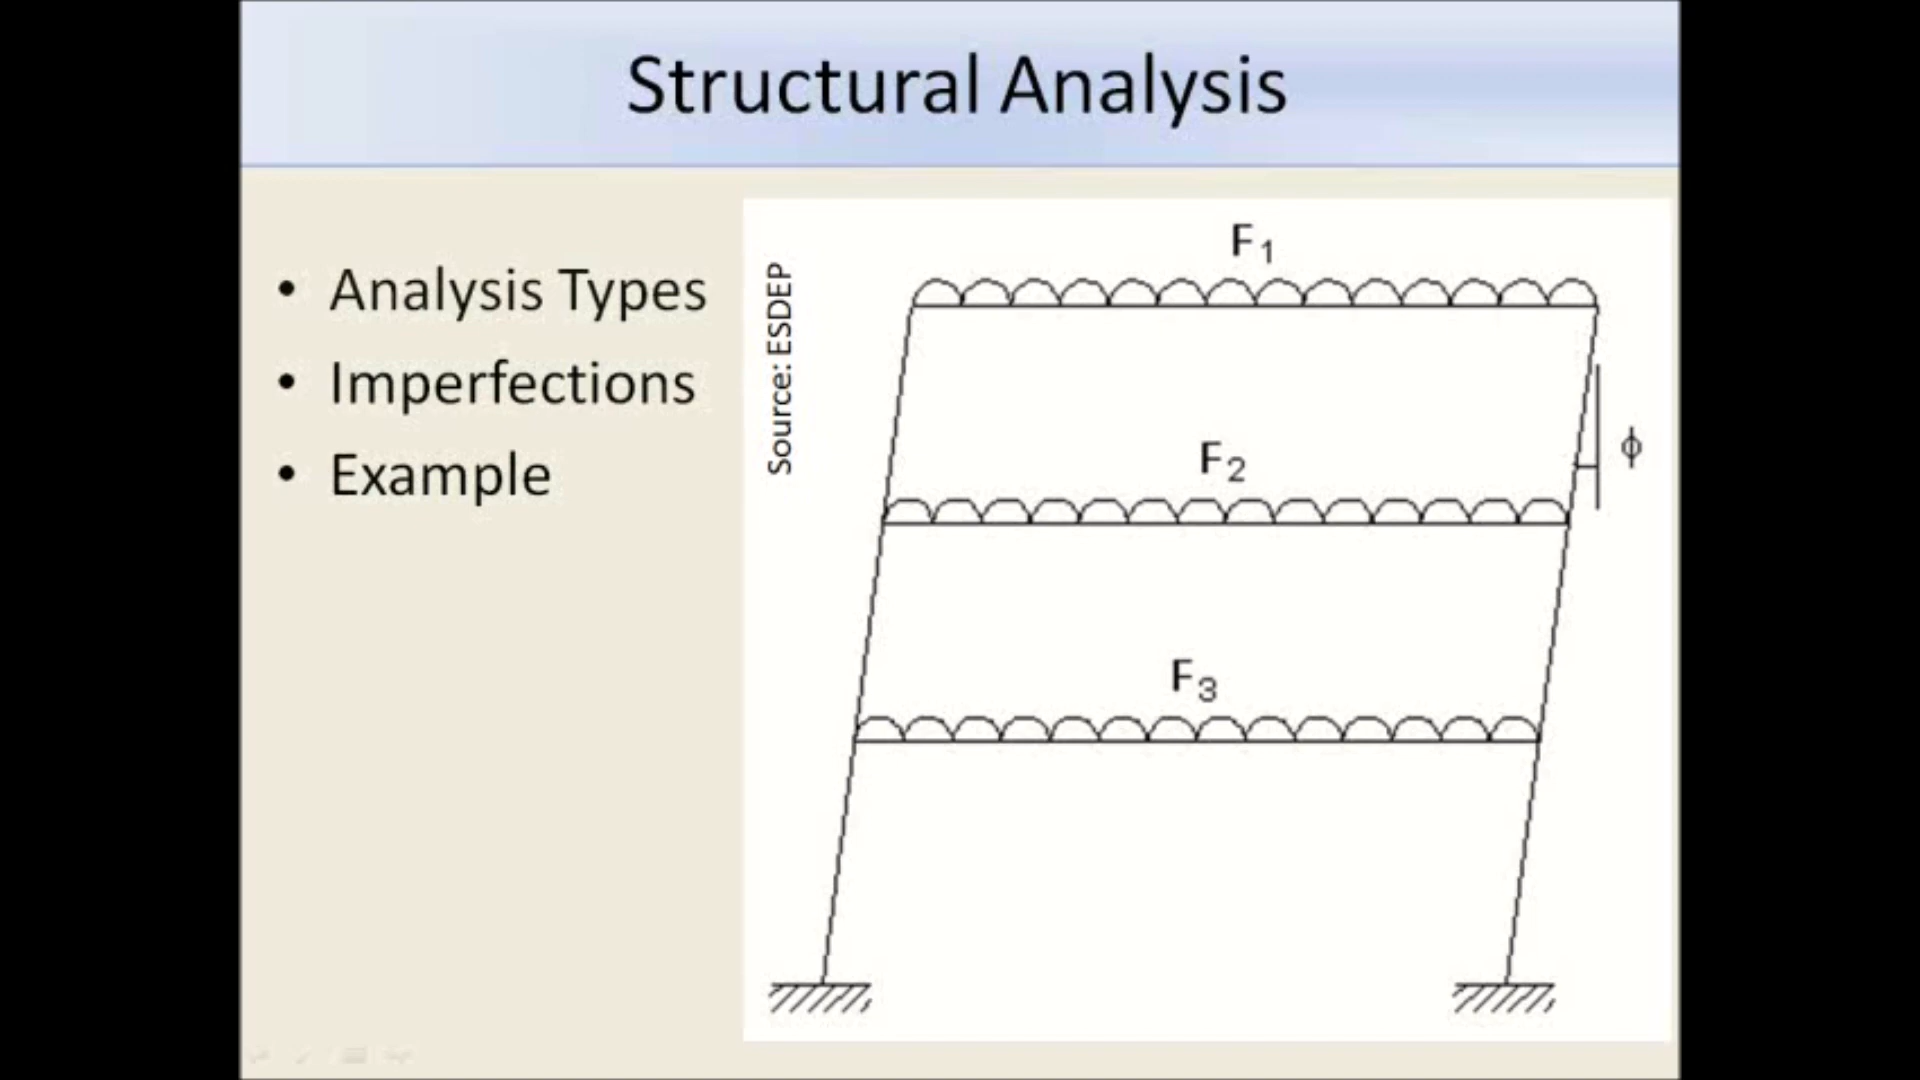 Structural Analysis
• Analysis Types
• Imperfections
• Example
Source: ESDEP
F1
ϕ
F2
F3